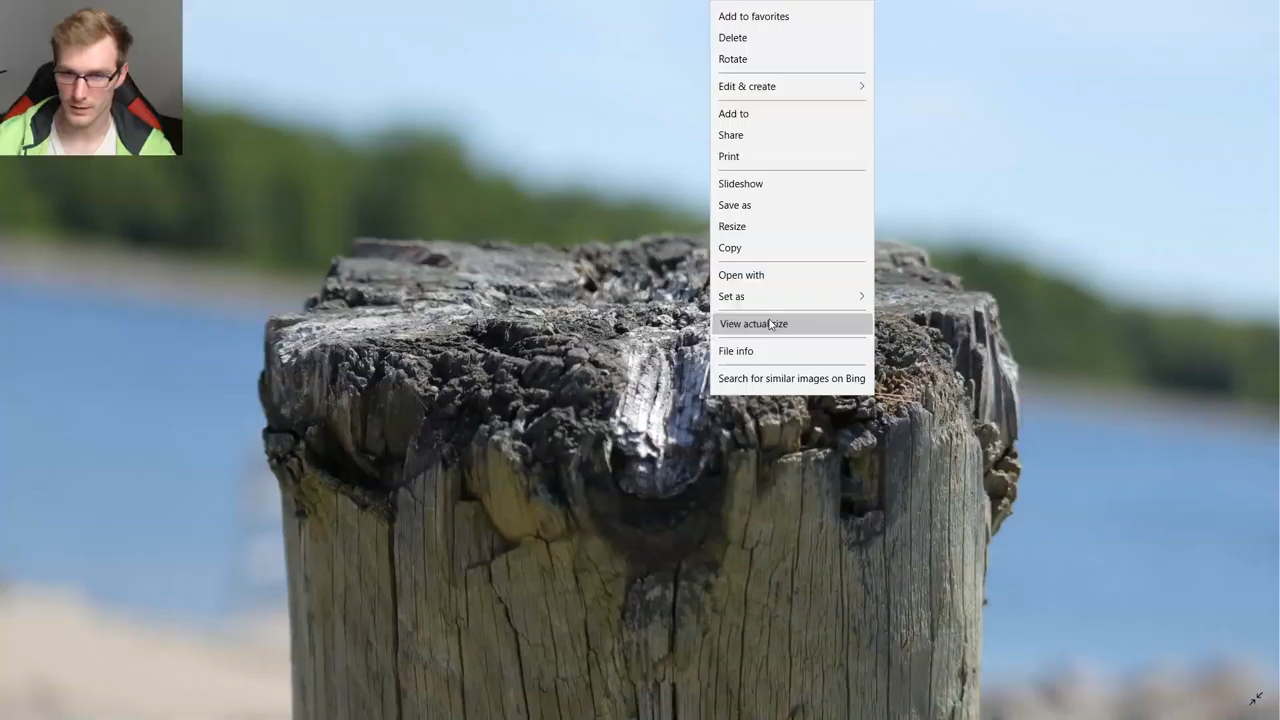 Add to favorites
Delete
Rotate
Edit & create
Add to
Share
Print
Slideshow
Save as
Resize
Copy
Open with
Set as
View actual size
File info
Search for similar images on Bing